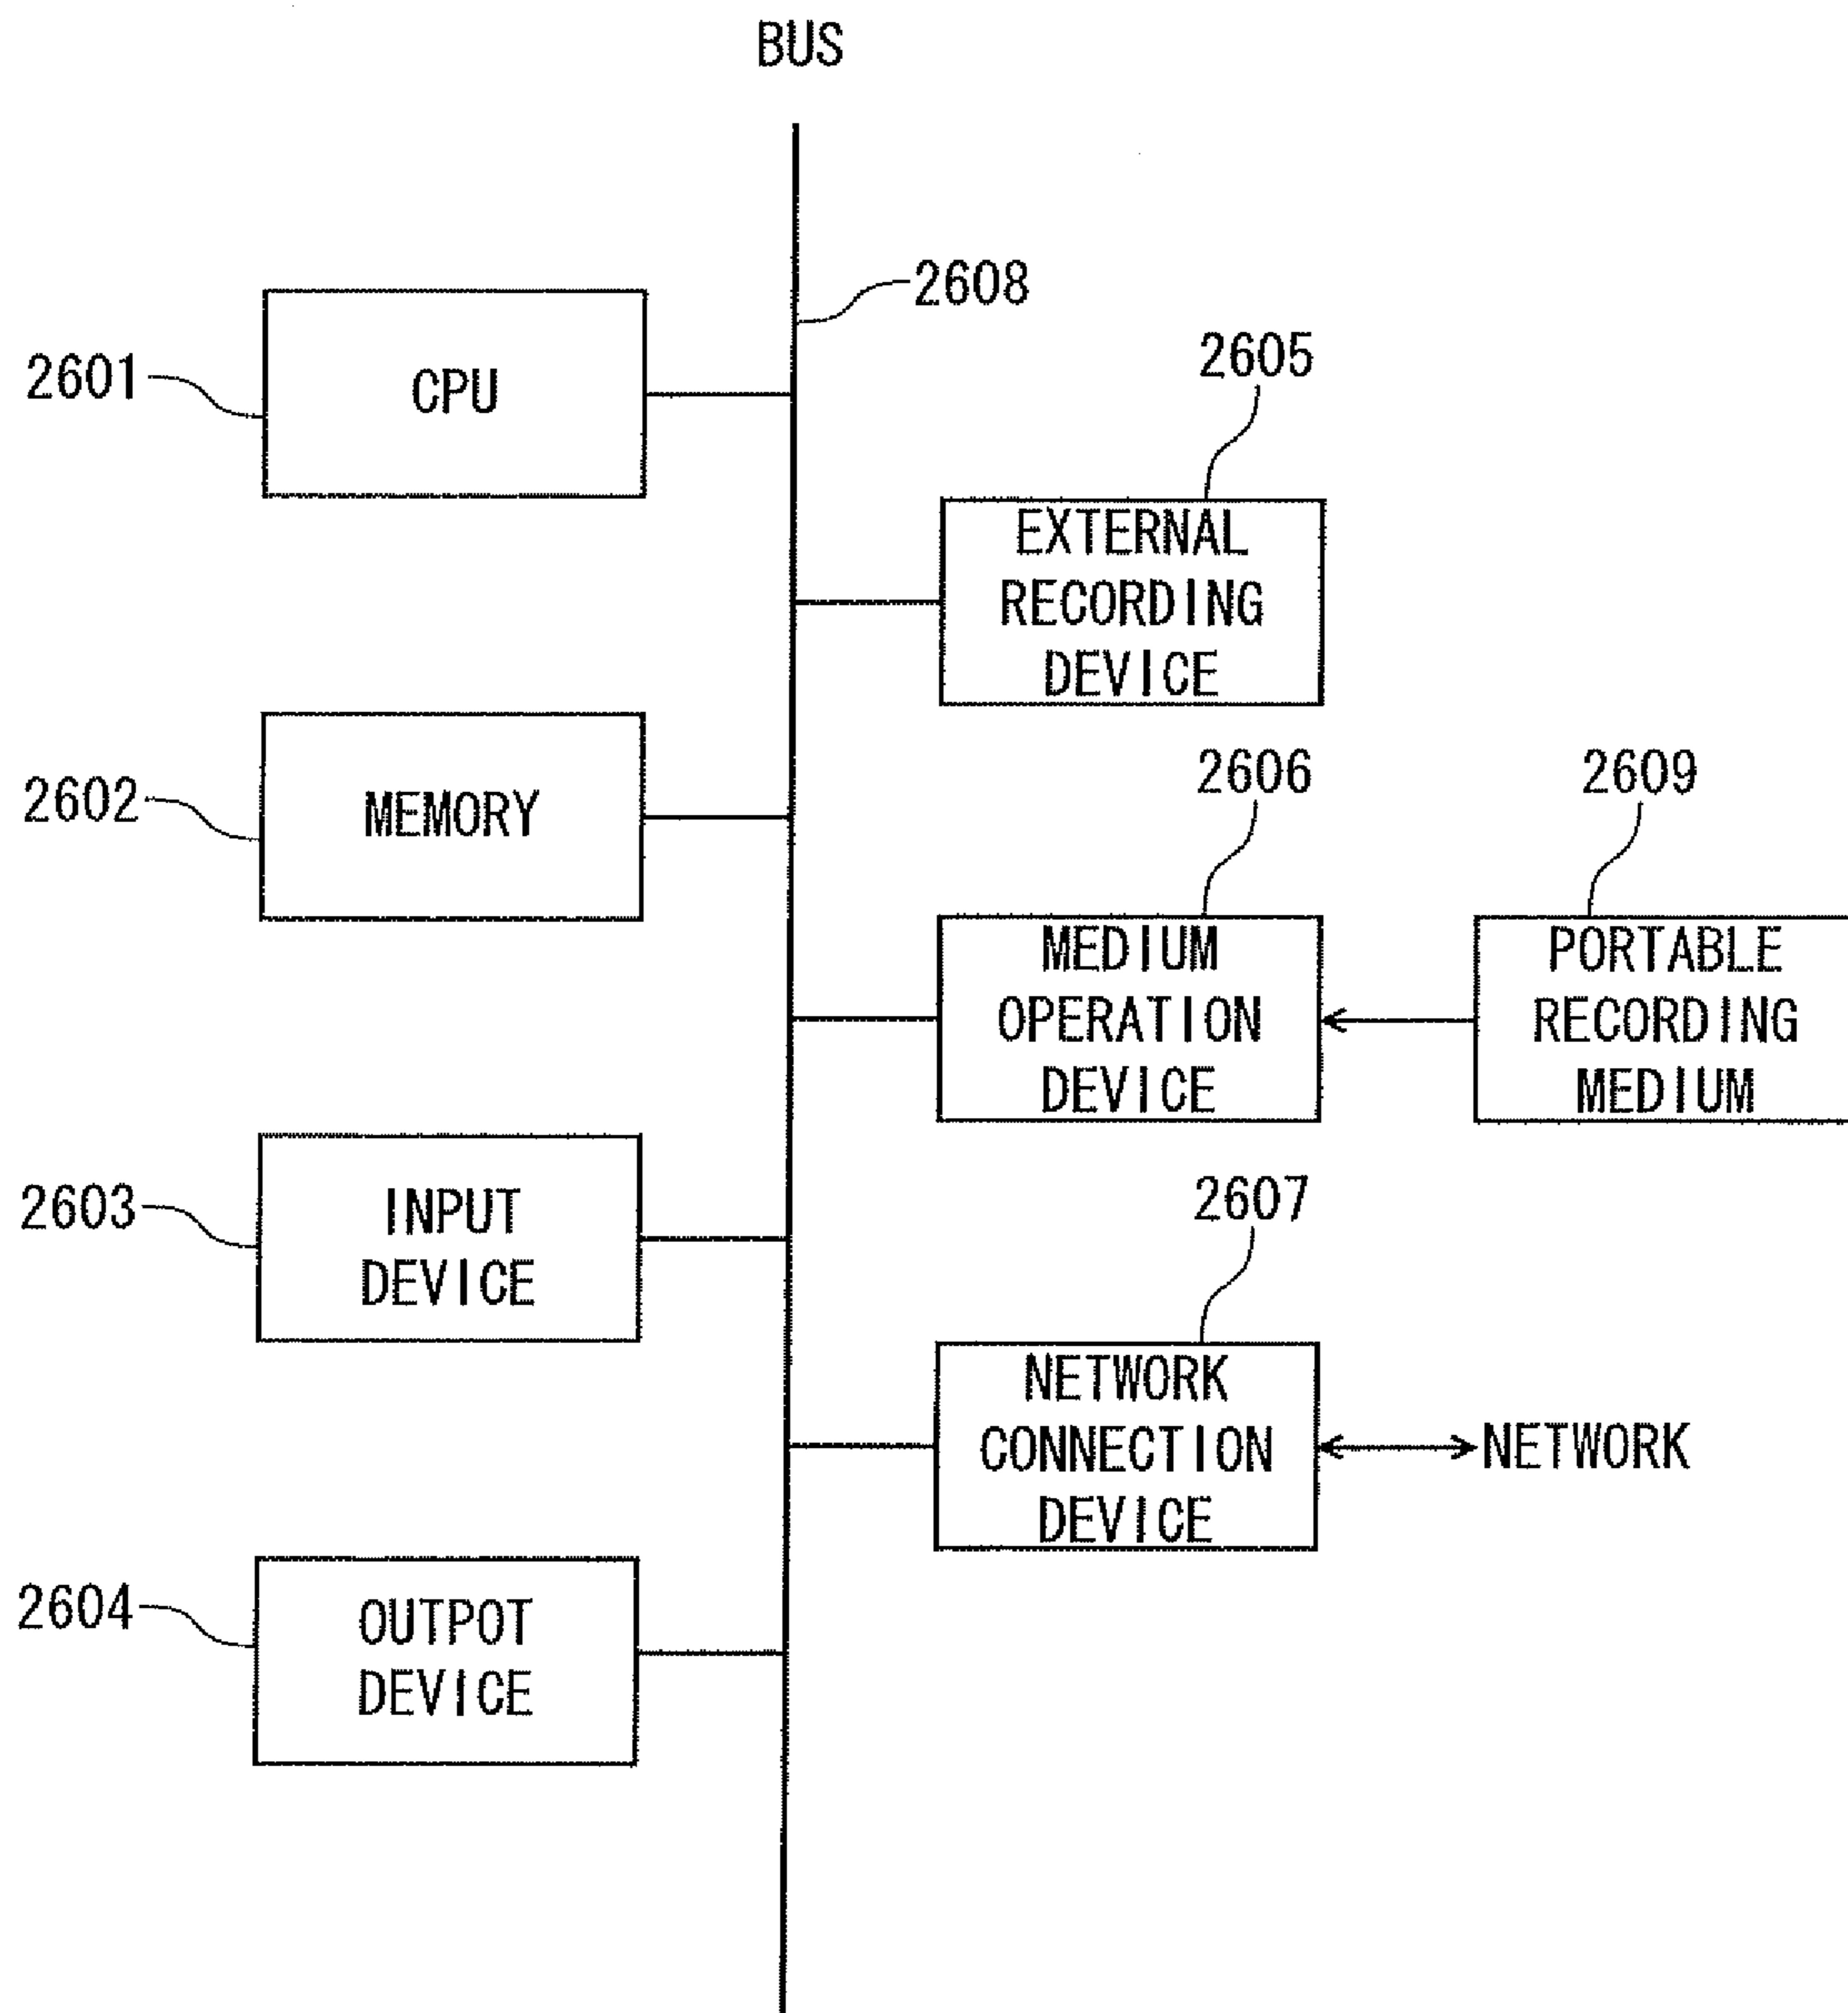 BUS
2608
2601
CPU
2605
EXTERNAL
RECORDING
DEVICE
2602
MEMORY
2606
MEDIUM
OPERATION
DEVICE
2609
PORTABLE
RECORDING
MEDIUM
2603
INPUT
DEVICE
2607
NETWORK
CONNECTION
DEVICE
NETWORK
2604
OUTPOT
DEVICE